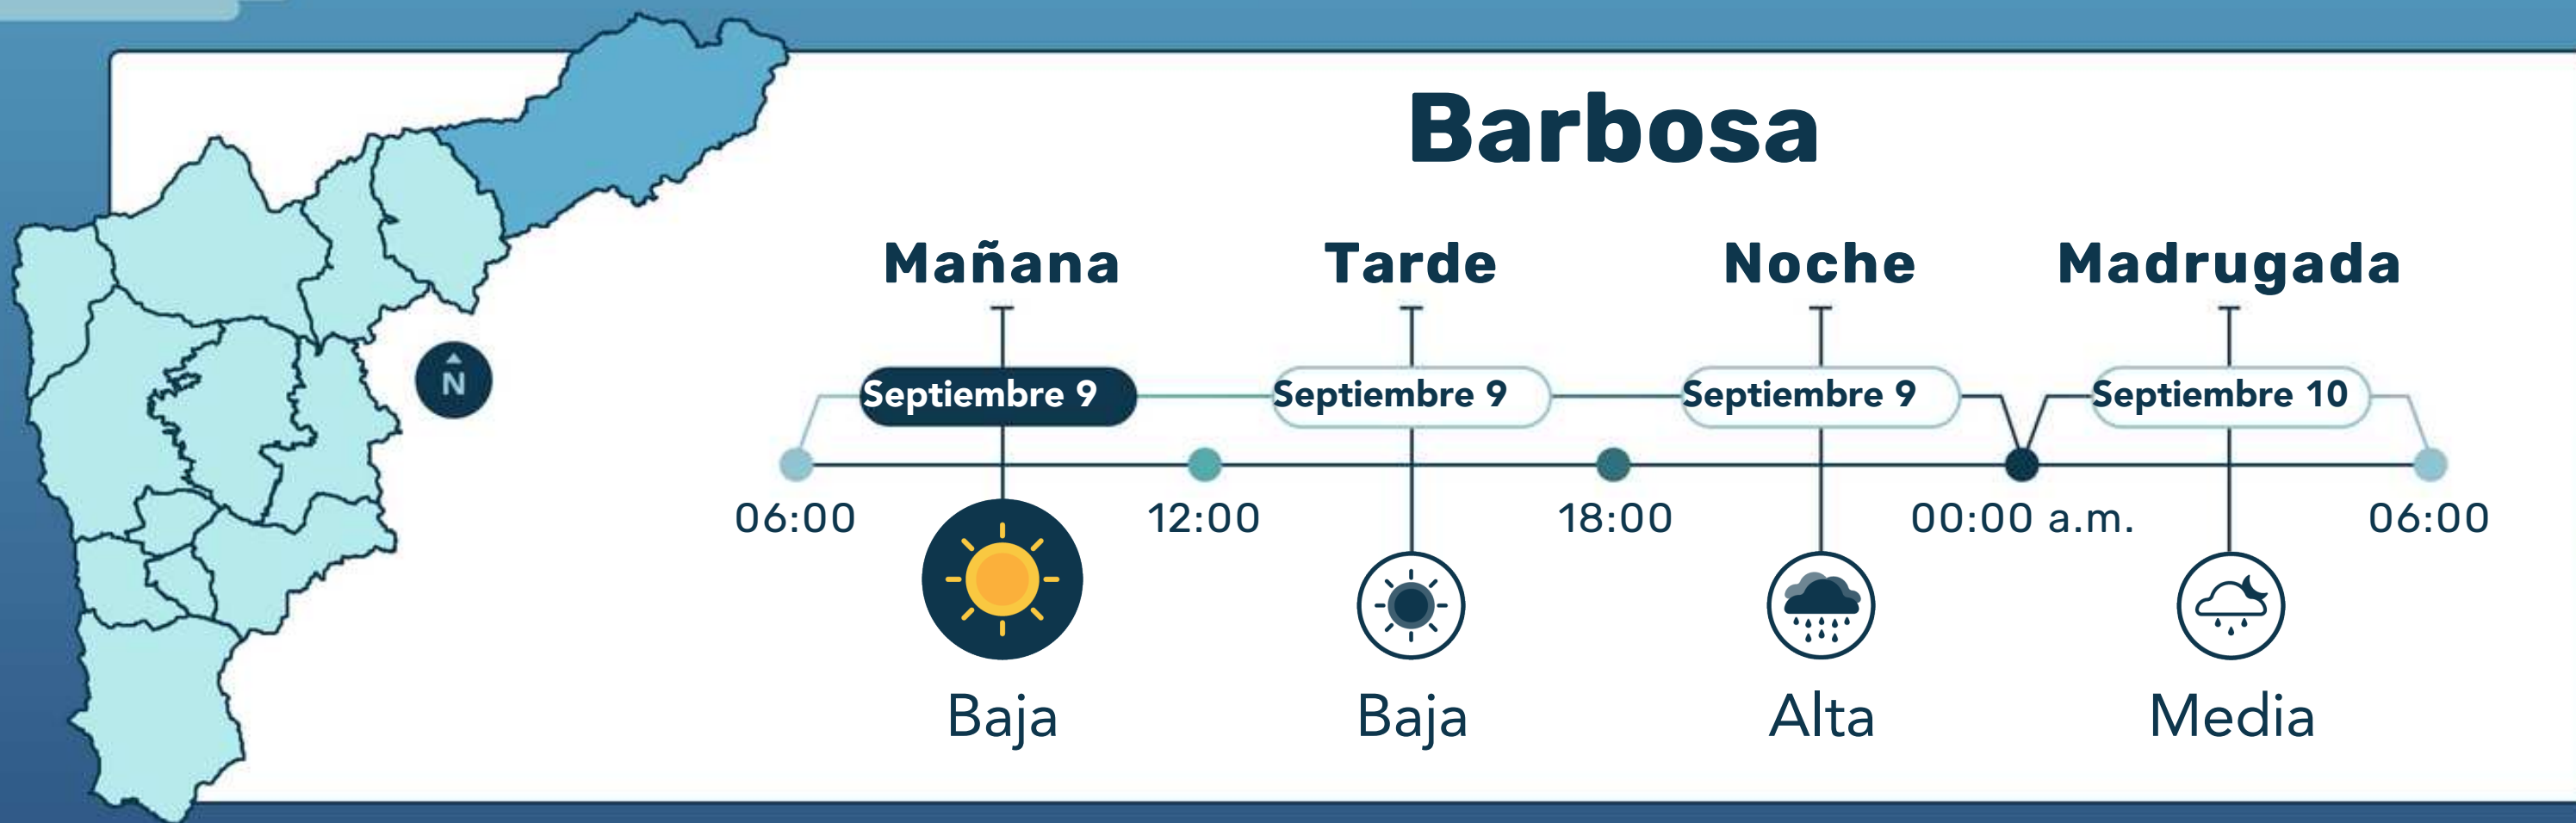 Barbosa
Mañana Tarde Noche Madrugada
N
Septiembre 9 Septiembre 9 Septiembre 9 Septiembre 10
06:00 12:00 18:00 00:00 a.m. 06:00
Baja Baja Alta Media